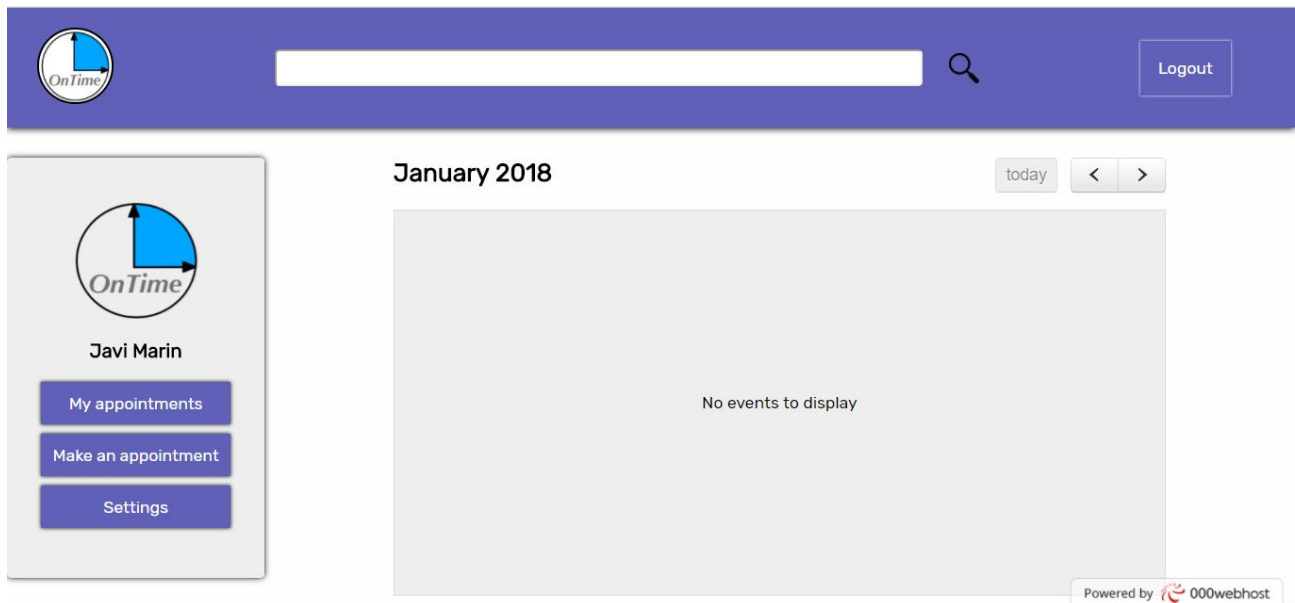 OnTime
Logout
January 2018
today
OnTime
Javi Marin
My appointments
Make an appointment
Settings
No events to display
Powered by 000webhost